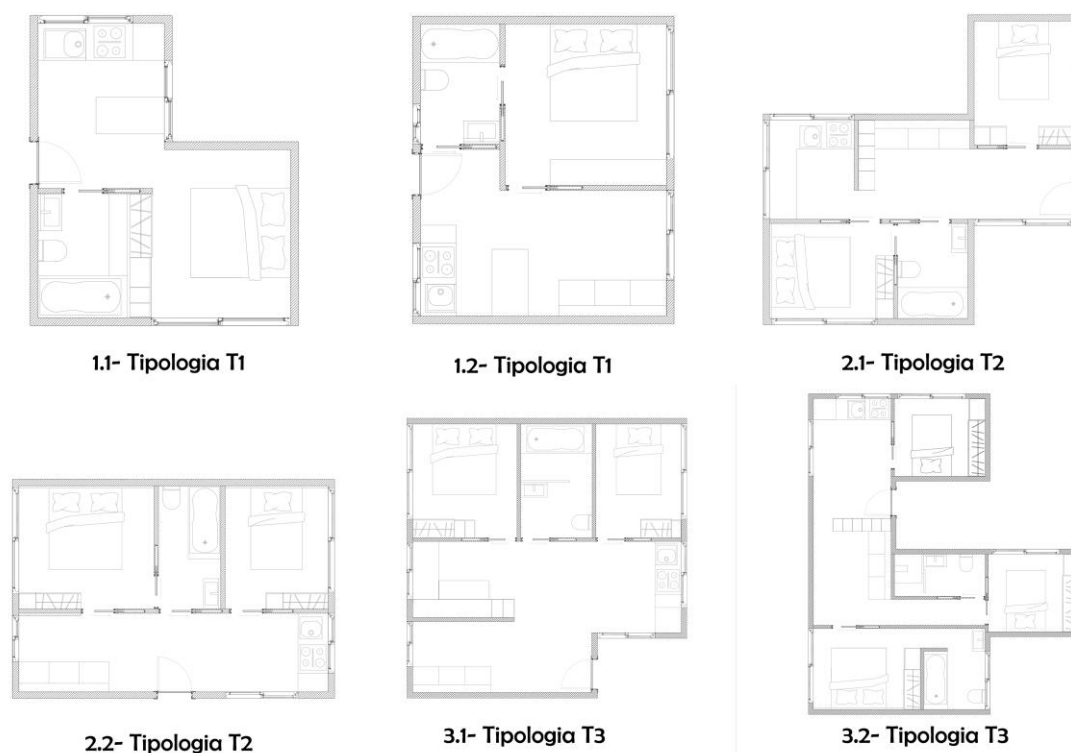 1.1- Tipologia T1
1.2- Tipologia T1
2.1- Tipologia T2
2.2- Tipologia T2
3.1- Tipologia T3
3.2- Tipologia T3